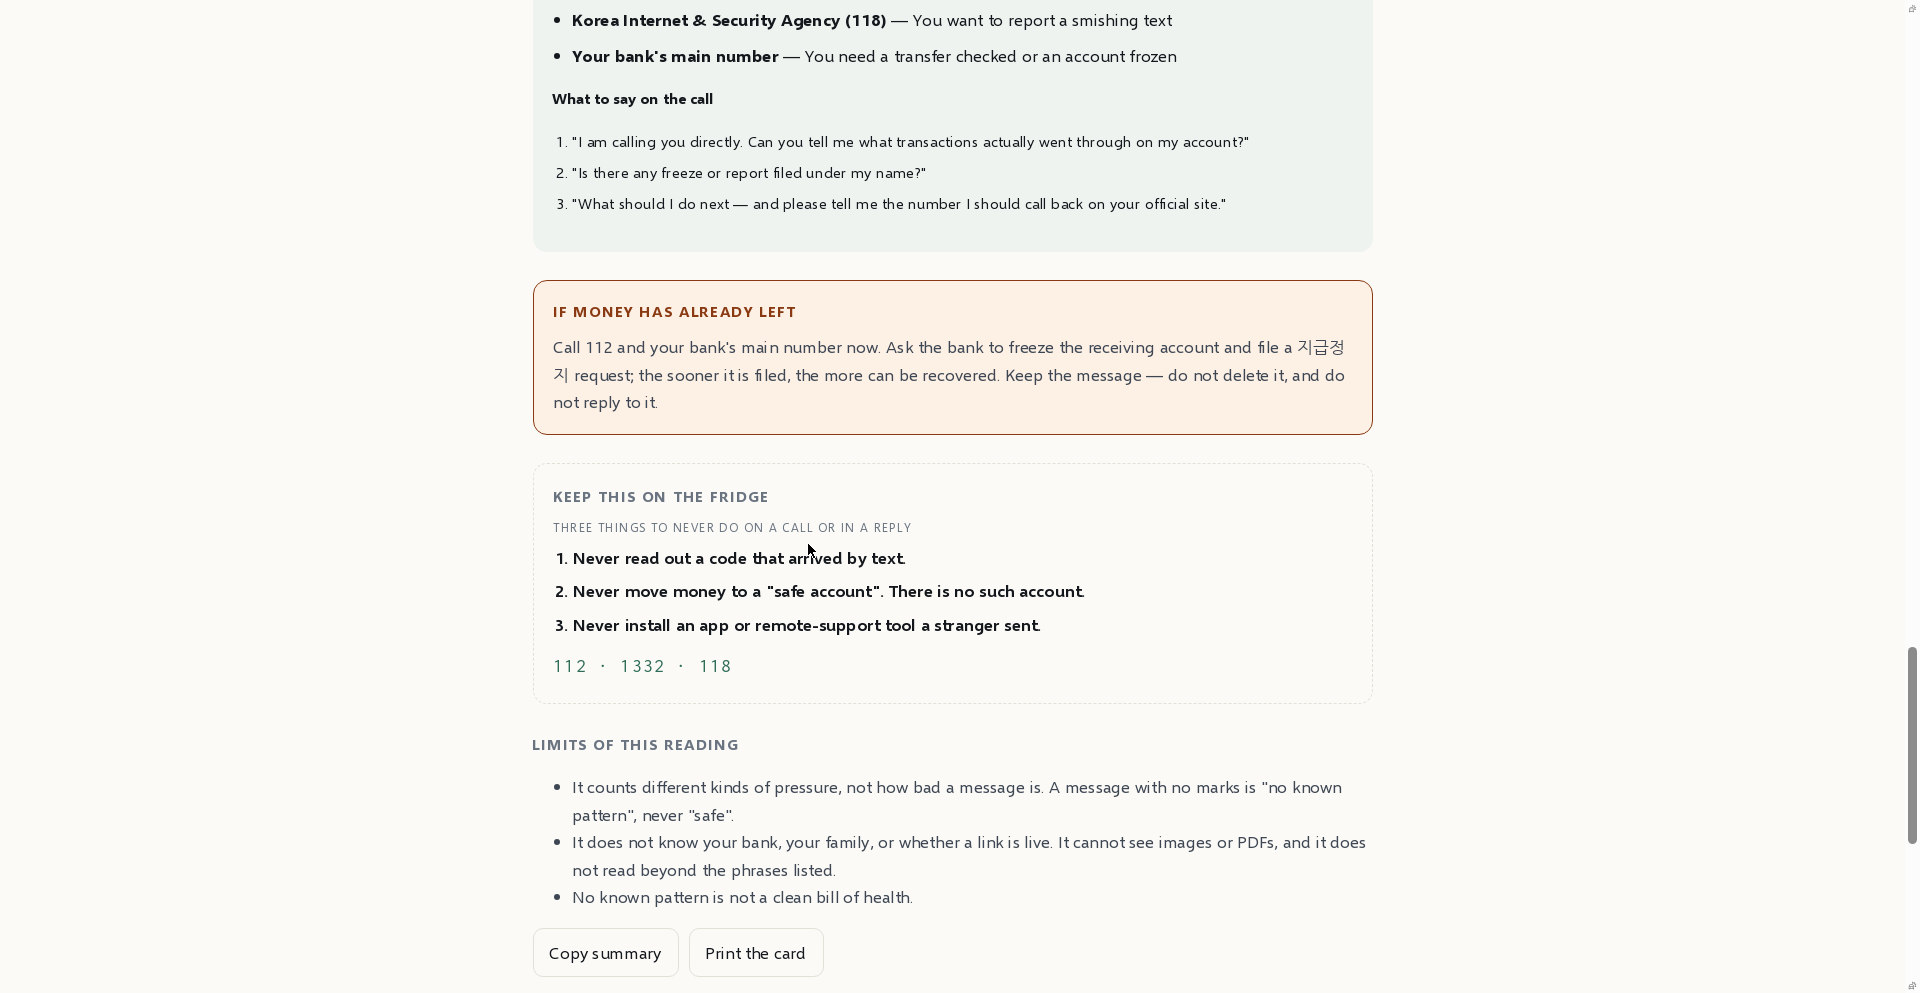 • Korea Internet & Security Agency (118) — You want to report a smishing text
• Your bank's main number — You need a transfer checked or an account frozen
What to say on the call
1. "I am calling you directly. Can you tell me what transactions actually went through on my account?"
2. "Is there any freeze or report filed under my name?"
3. "What should I do next — and please tell me the number I should call back on your official site."
IF MONEY HAS ALREADY LEFT
Call 112 and your bank's main number now. Ask the bank to freeze the receiving account and file a 지급정
지 request; the sooner it is filed, the more can be recovered. Keep the message — do not delete it, and do
not reply to it.
KEEP THIS ON THE FRIDGE
THREE THINGS TO NEVER DO ON A CALL OR IN A REPLY
1. Never read out a code that arrived by text.
2. Never move money to a "safe account". There is no such account.
3. Never install an app or remote-support tool a stranger sent.
112 · 1332 · 118
LIMITS OF THIS READING
• It counts different kinds of pressure, not how bad a message is. A message with no marks is "no known
pattern", never "safe".
• It does not know your bank, your family, or whether a link is live. It cannot see images or PDFs, and it does
not read beyond the phrases listed.
• No known pattern is not a clean bill of health.
Copy summary
Print the card